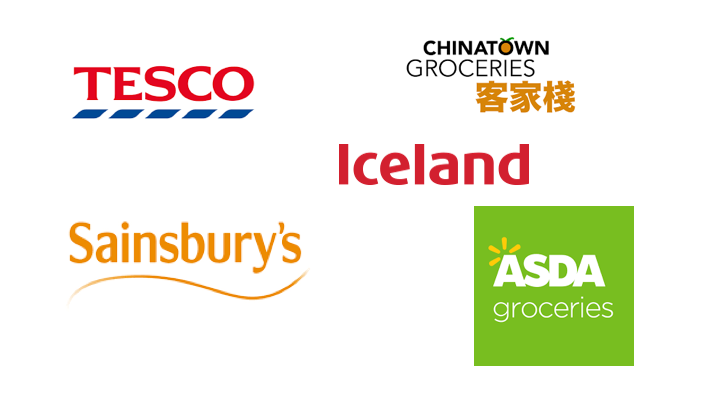 TESCO
CHINATOWN
GROCERIES
客家棧
Iceland
Sainsbury's
ASDA
groceries